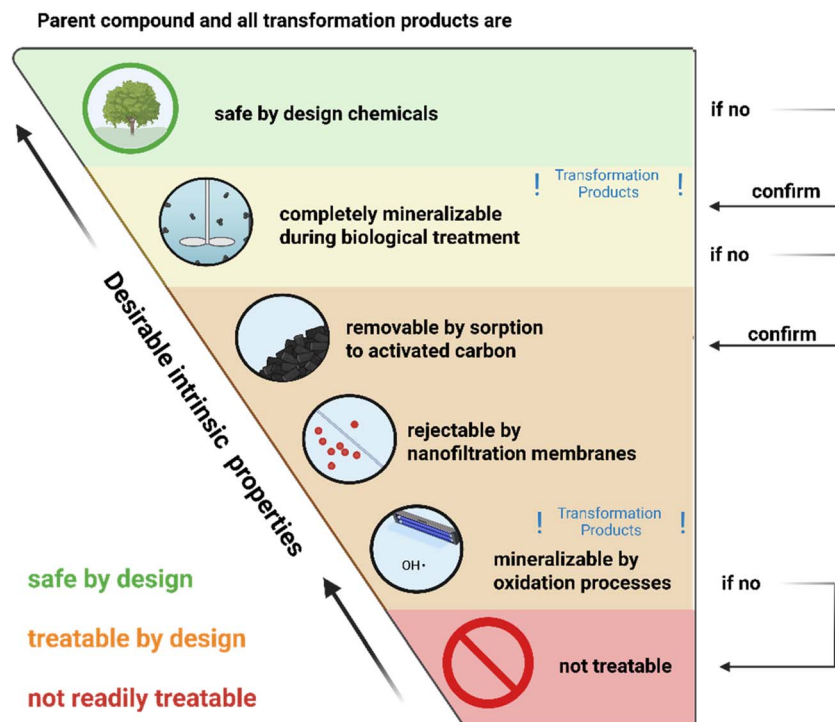 Parent compound and all transformation products are
safe by design chemicals
if no
! Transformation !
Products
confirm
completely mineralizable
during biological treatment
if no
removable by sorption
to activated carbon
confirm
Desirable intrinsic properties
rejectable by
nanofiltration membranes
! Transformation !
Products
OH•
mineralizable by
oxidation processes
if no
safe by design
treatable by design
not readily treatable
not treatable